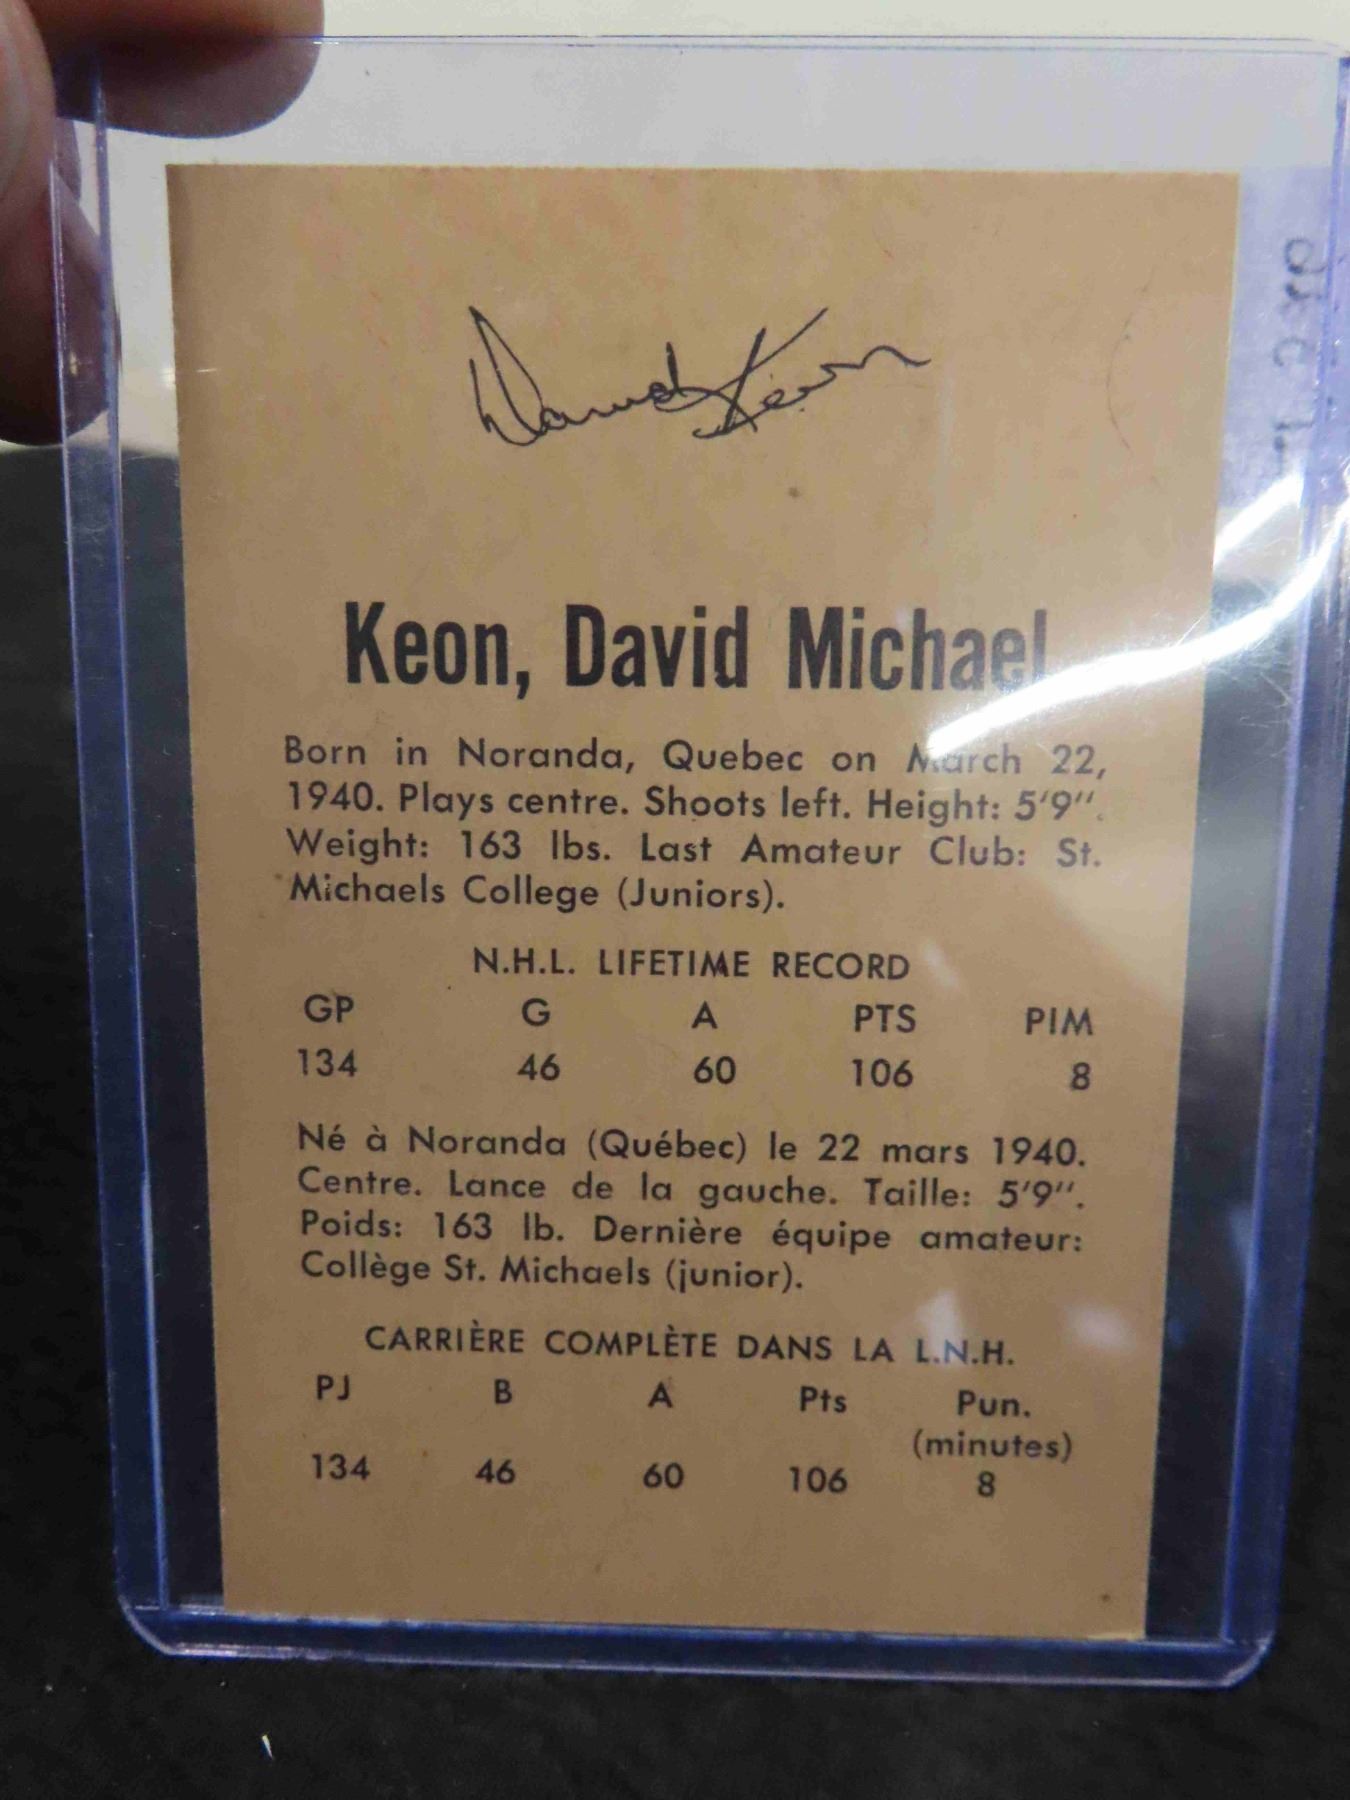 David Keon
Keon, David Michael
Born in Noranda, Quebec on March 22,
1940. Plays centre. Shoots left. Height: 5'9".
Weight: 163 lbs. Last Amateur Club: St.
Michaels College (Juniors).
N.H.L. LIFETIME RECORD
GP G A PTS PIM
134 46 60 106 8
Né à Noranda (Québec) le 22 mars 1940.
Centre. Lance de la gauche. Taille: 5'9".
Poids: 163 lb. Dernière équipe amateur:
Collège St. Michaels (junior).
CARRIÈRE COMPLÈTE DANS LA L.N.H.
PJ B A Pts Pun.
(minutes)
134 46 60 106 8